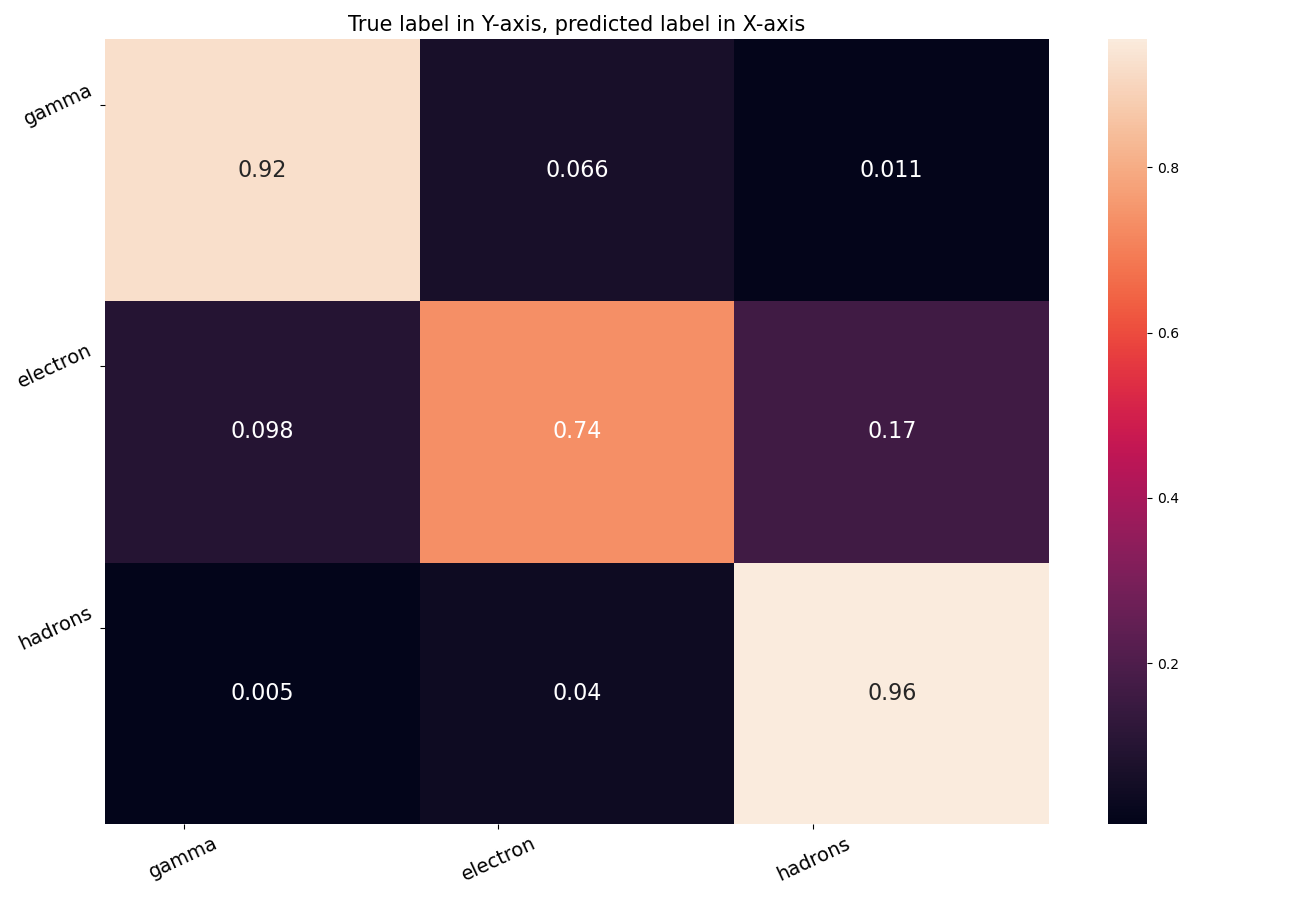 True label in Y-axis, predicted label in X-axis
gamma
0.92 0.066 0.011
0.8
electron
0.6
0.098 0.74 0.17
0.4
hadrons
0.2
0.005 0.04 0.96
gamma electron hadrons